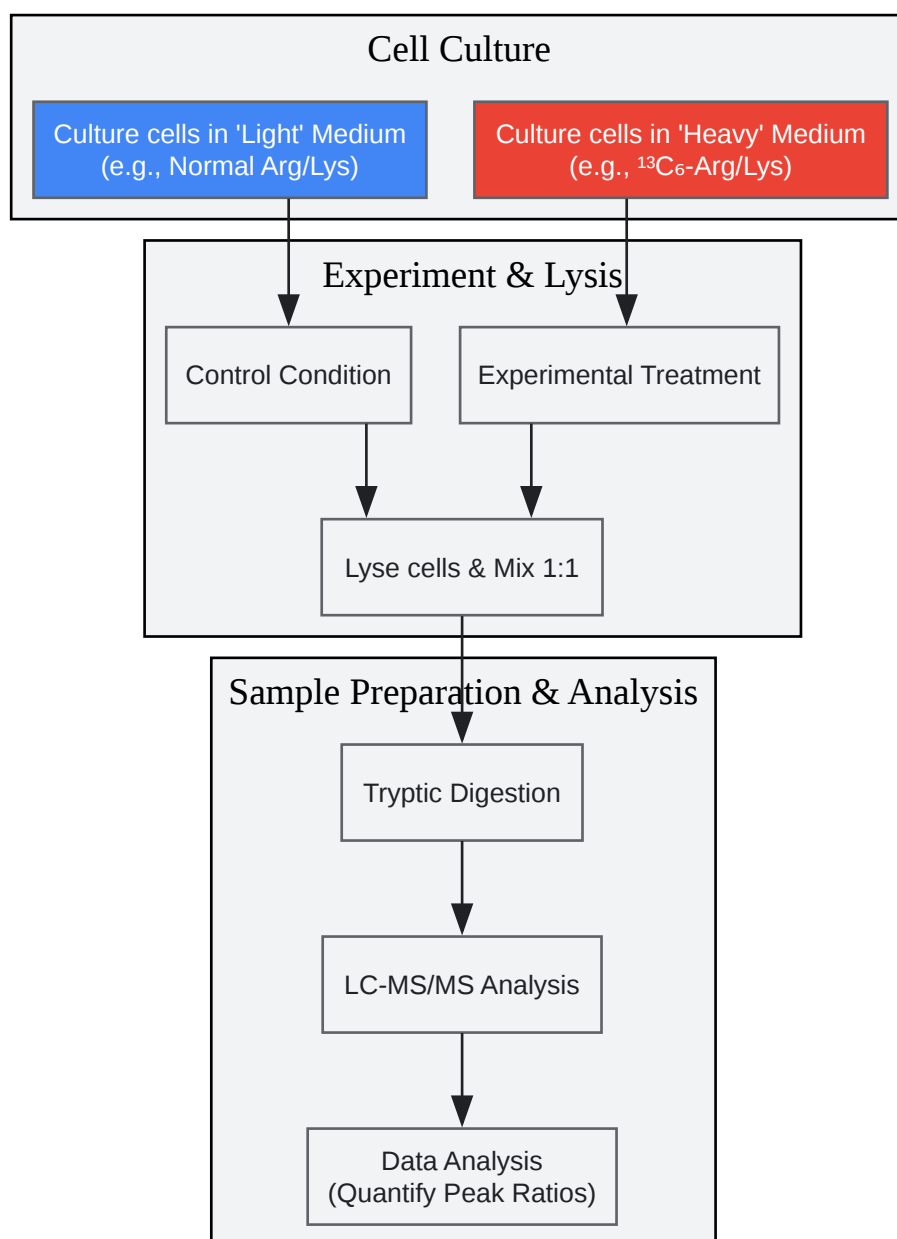 Cell Culture
Culture cells in 'Light' Medium
(e.g., Normal Arg/Lys)
Culture cells in 'Heavy' Medium
(e.g., ¹³C₆-Arg/Lys)
Experiment & Lysis
Control Condition
Experimental Treatment
Lyse cells & Mix 1:1
Sample Preparation & Analysis
Tryptic Digestion
LC-MS/MS Analysis
Data Analysis
(Quantify Peak Ratios)